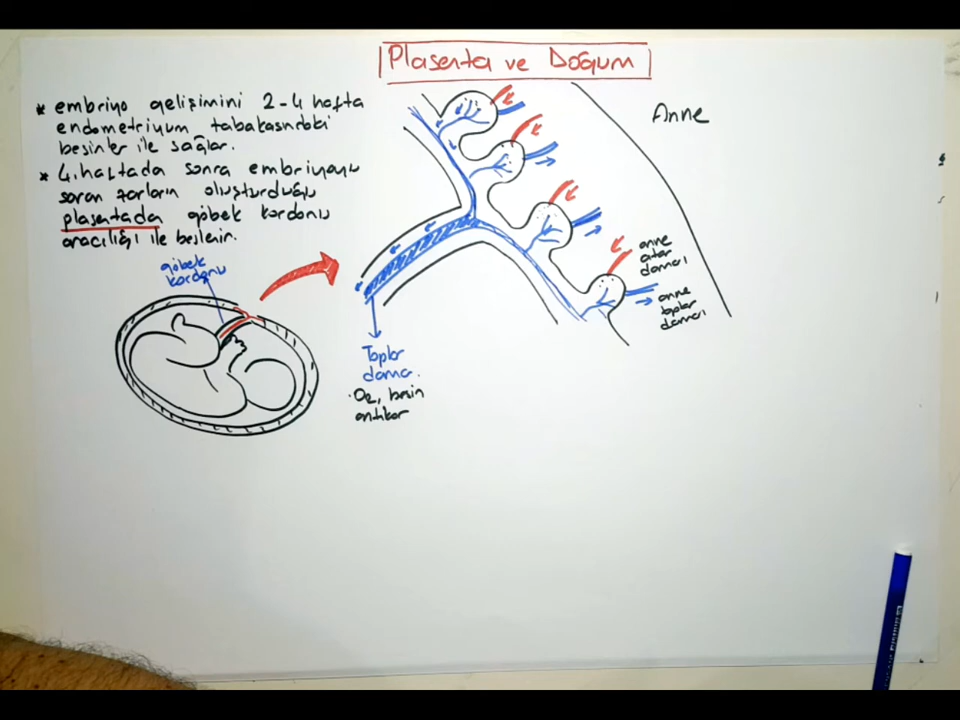 Plasenta ve Doğum
* embriyo gelişimini 2-4 hafta
endometriyum tabakasındaki
besinler ile sağlar.
* 4. haftada sonra embriyoyu
saran zarların oluşturduğu
plasentada göbek kordonu
aracılığı ile beslenir.
göbek
kordonu
Anne
anne
atar
damarı
anne
toplar
damarı
Toplar
damar
O2, besin
antikor